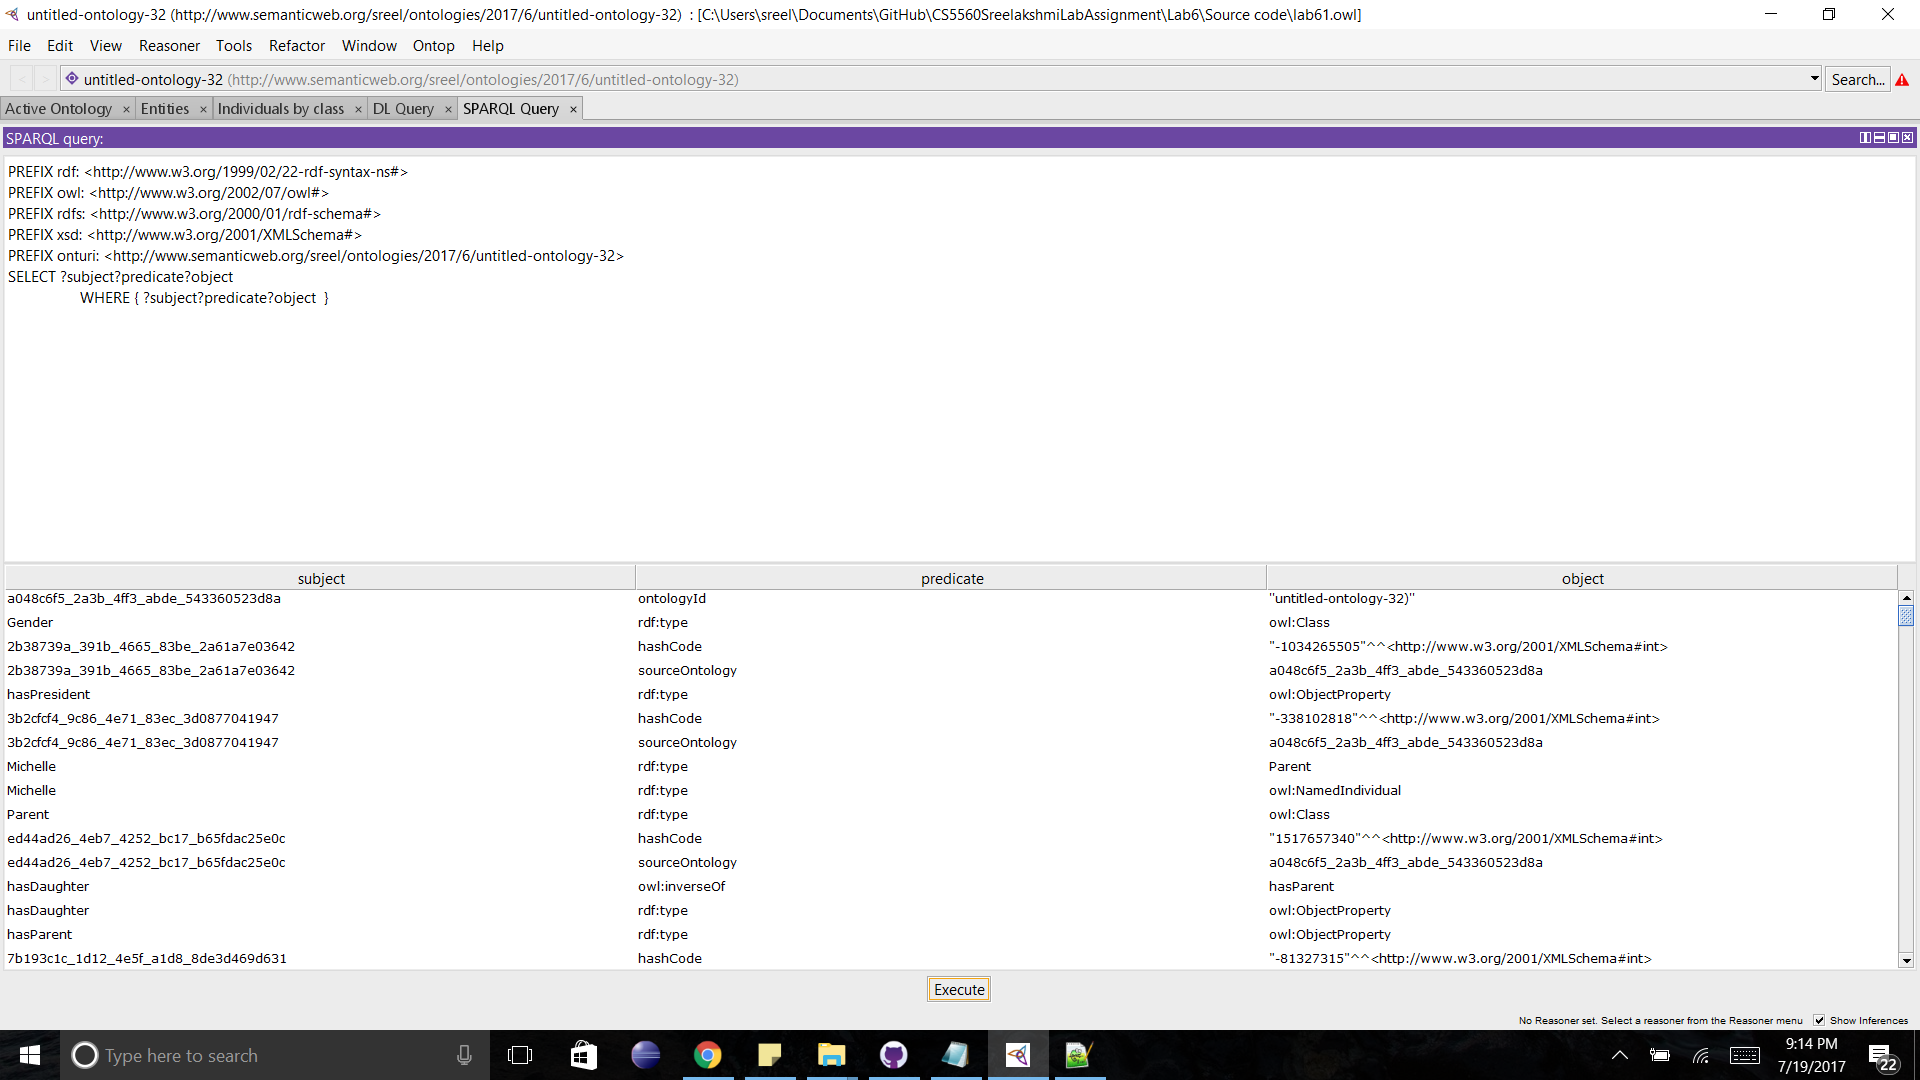 untitled-ontology-32 (http://www.semanticweb.org/sreel/ontologies/2017/6/untitled-ontology-32) : [C:\Users\sreel\Documents\GitHub\CS5560SreelakshmiLabAssignment\Lab6\Source code\lab61.owl]
File Edit View Reasoner Tools Refactor Window Ontop Help
< > untitled-ontology-32 (http://www.semanticweb.org/sreel/ontologies/2017/6/untitled-ontology-32) Search...
Active Ontology × Entities × Individuals by class × DL Query × SPARQL Query ×
SPARQL query:
PREFIX rdf: <http://www.w3.org/1999/02/22-rdf-syntax-ns#>
PREFIX owl: <http://www.w3.org/2002/07/owl#>
PREFIX rdfs: <http://www.w3.org/2000/01/rdf-schema#>
PREFIX xsd: <http://www.w3.org/2001/XMLSchema#>
PREFIX onturi: <http://www.semanticweb.org/sreel/ontologies/2017/6/untitled-ontology-32>
SELECT ?subject?predicate?object
WHERE { ?subject?predicate?object }
subject predicate object
a048c6f5_2a3b_4ff3_abde_543360523d8a ontologyId "untitled-ontology-32)"
Gender rdf:type owl:Class
2b38739a_391b_4665_83be_2a61a7e03642 hashCode "-1034265505"^^<http://www.w3.org/2001/XMLSchema#int>
2b38739a_391b_4665_83be_2a61a7e03642 sourceOntology a048c6f5_2a3b_4ff3_abde_543360523d8a
hasPresident rdf:type owl:ObjectProperty
3b2cfcf4_9c86_4e71_83ec_3d0877041947 hashCode "-338102818"^^<http://www.w3.org/2001/XMLSchema#int>
3b2cfcf4_9c86_4e71_83ec_3d0877041947 sourceOntology a048c6f5_2a3b_4ff3_abde_543360523d8a
Michelle rdf:type Parent
Michelle rdf:type owl:NamedIndividual
Parent rdf:type owl:Class
ed44ad26_4eb7_4252_bc17_b65fdac25e0c hashCode "1517657340"^^<http://www.w3.org/2001/XMLSchema#int>
ed44ad26_4eb7_4252_bc17_b65fdac25e0c sourceOntology a048c6f5_2a3b_4ff3_abde_543360523d8a
hasDaughter owl:inverseOf hasParent
hasDaughter rdf:type owl:ObjectProperty
hasParent rdf:type owl:ObjectProperty
7b193c1c_1d12_4e5f_a1d8_8de3d469d631 hashCode "-81327315"^^<http://www.w3.org/2001/XMLSchema#int>
Execute
No Reasoner set. Select a reasoner from the Reasoner menu Show Inferences
Type here to search
9:14 PM
7/19/2017
22